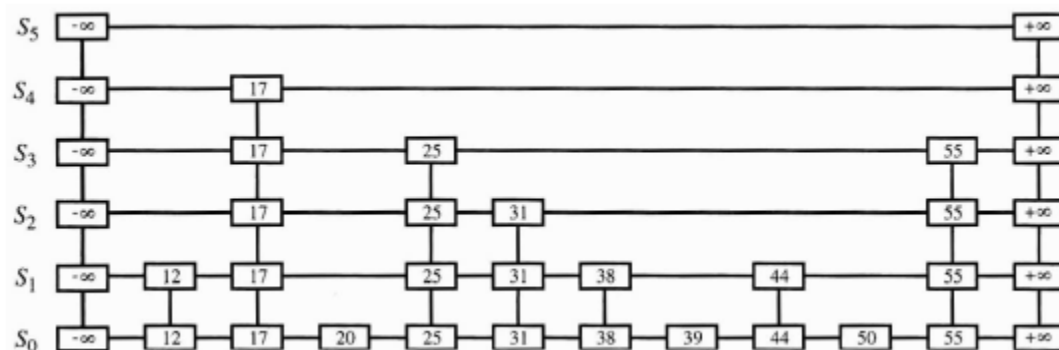 S5 -∞ +∞
S4 -∞ 17 +∞
S3 -∞ 17 25 55 +∞
S2 -∞ 17 25 31 55 +∞
S1 -∞ 12 17 25 31 38 44 55 +∞
S0 -∞ 12 17 20 25 31 38 39 44 50 55 +∞